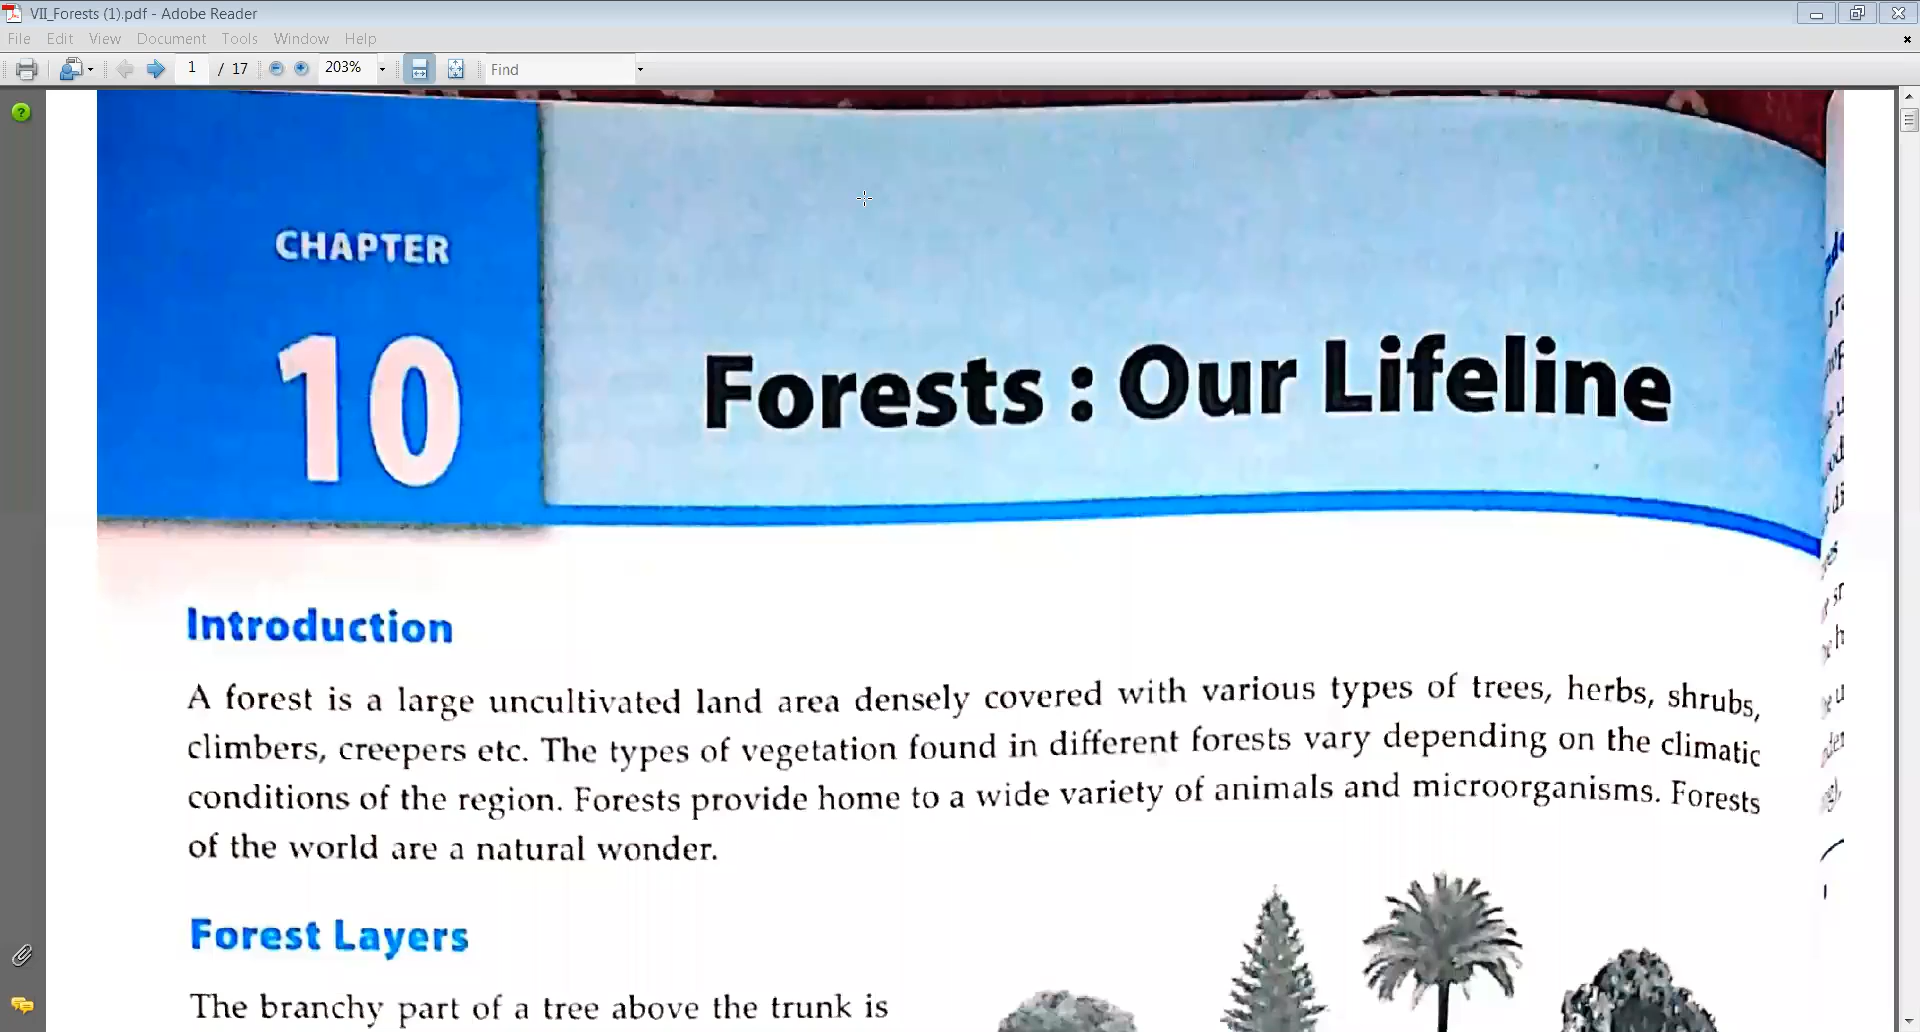 VII_Forests (1).pdf - Adobe Reader
File Edit View Document Tools Window Help
1 / 17 203% Find
CHAPTER
10
Forests : Our Lifeline
Introduction
A forest is a large uncultivated land area densely covered with various types of trees, herbs, shrubs,
climbers, creepers etc. The types of vegetation found in different forests vary depending on the climatic
conditions of the region. Forests provide home to a wide variety of animals and microorganisms. Forests
of the world are a natural wonder.
Forest Layers
The branchy part of a tree above the trunk is